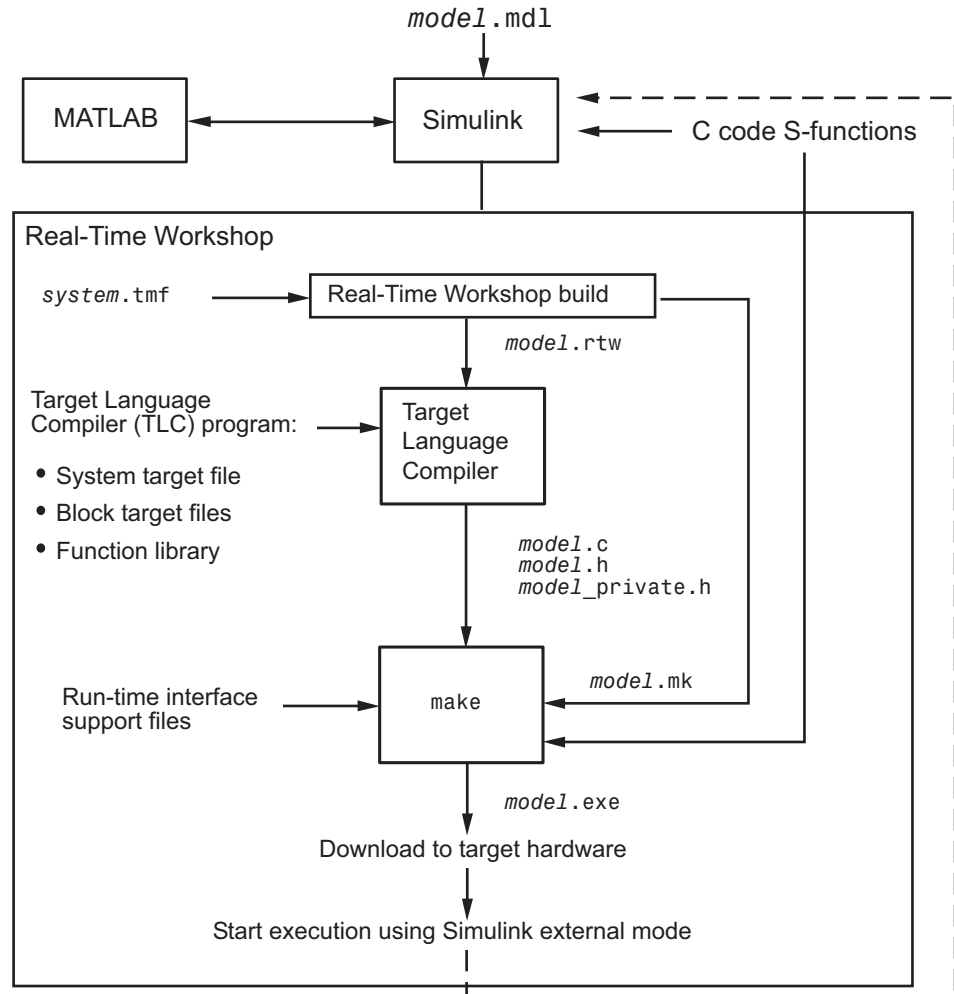 model.mdl
MATLAB
Simulink
C code S-functions
Real-Time Workshop
system.tmf
Real-Time Workshop build
model.rtw
Target Language
Compiler (TLC) program:
• System target file
• Block target files
• Function library
Target
Language
Compiler
model.c
model.h
model_private.h
Run-time interface
support files
make
model.mk
model.exe
Download to target hardware
Start execution using Simulink external mode